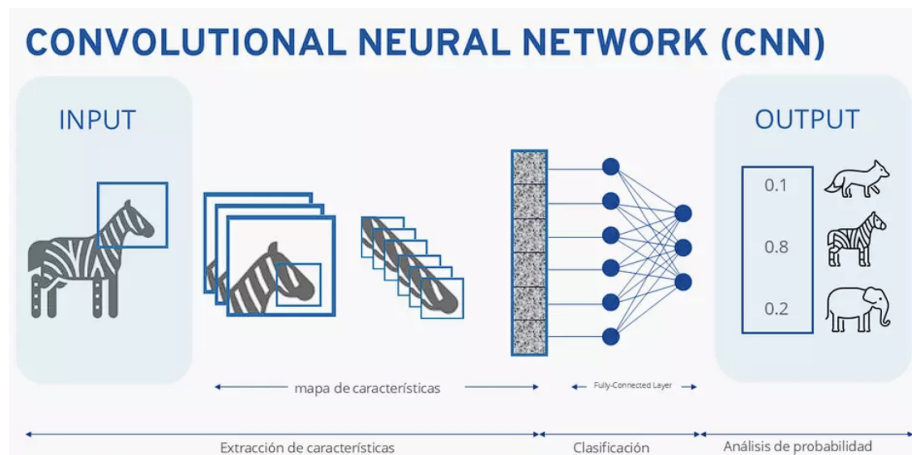 CONVOLUTIONAL NEURAL NETWORK (CNN)
INPUT
OUTPUT
0.1
0.8
0.2
mapa de características
Fully-Connected Layer
Extracción de características
Clasificación
Análisis de probabilidad